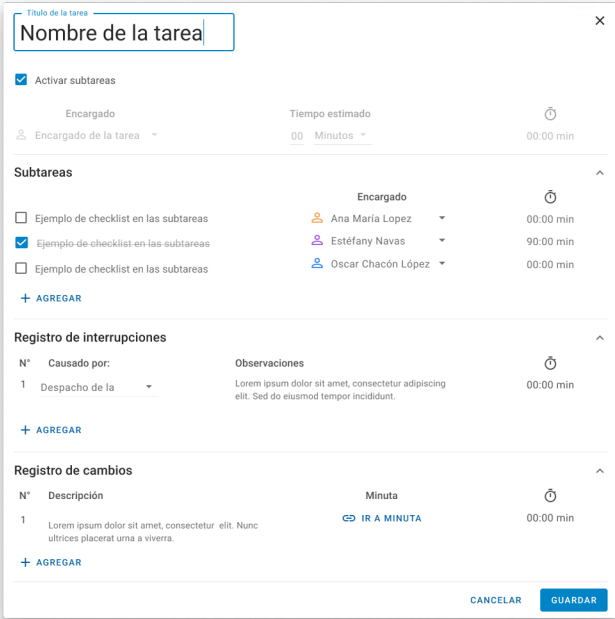 Título de la tarea
Nombre de la tarea
Activar subtareas
Encargado Tiempo estimado
Encargado de la tarea 00 Minutos 00:00 min
Subtareas
Encargado
Ejemplo de checklist en las subtareas Ana María Lopez 00:00 min
Ejemplo de checklist en las subtareas Estéfany Navas 90:00 min
Ejemplo de checklist en las subtareas Oscar Chacón López 00:00 min
+ AGREGAR
Registro de interrupciones
N° Causado por: Observaciones
1 Despacho de la Lorem ipsum dolor sit amet, consectetur adipiscing 00:00 min
elit. Sed do eiusmod tempor incididunt.
+ AGREGAR
Registro de cambios
N° Descripción Minuta
1 Lorem ipsum dolor sit amet, consectetur elit. Nunc IR A MINUTA 00:00 min
ultrices placerat urna a viverra.
+ AGREGAR
CANCELAR GUARDAR